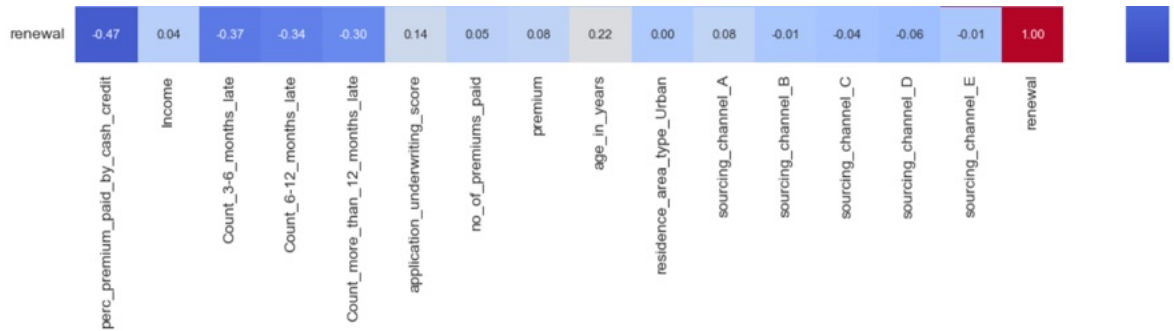 renewal -0.47 0.04 -0.37 -0.34 -0.30 0.14 0.05 0.08 0.22 0.00 0.08 -0.01 -0.04 -0.06 -0.01 1.00
perc_premium_paid_by_cash_credit
Income
Count_3-6_months_late
Count_6-12_months_late
Count_more_than_12_months_late
application_underwriting_score
no_of_premiums_paid
premium
age_in_years
residence_area_type_Urban
sourcing_channel_A
sourcing_channel_B
sourcing_channel_C
sourcing_channel_D
sourcing_channel_E
renewal